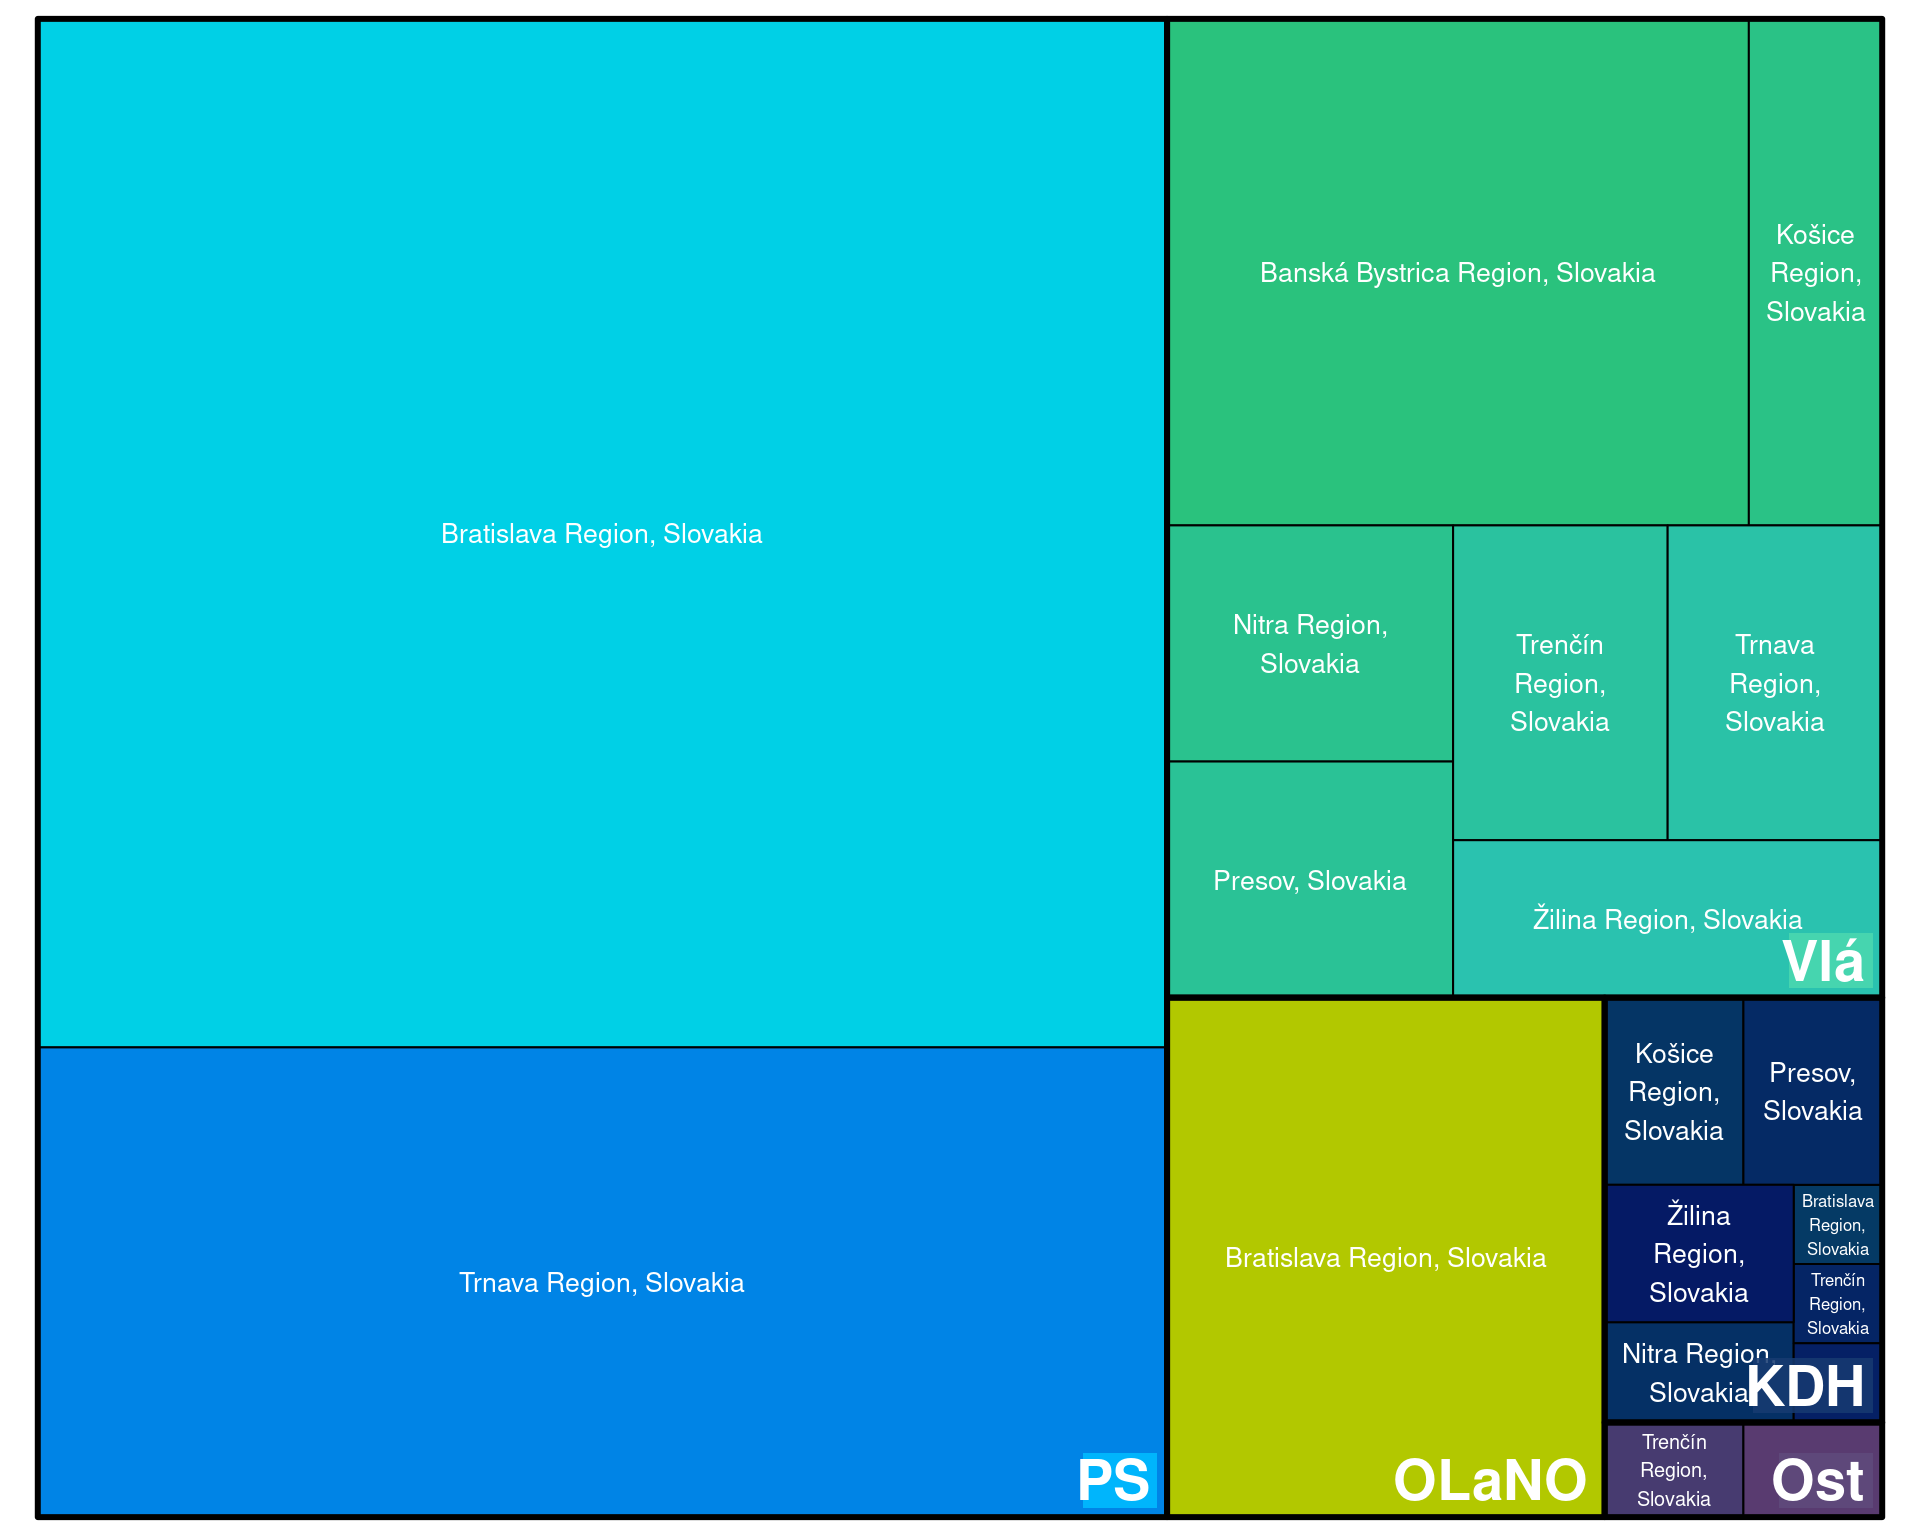 Bratislava Region, Slovakia
Trnava Region, Slovakia
PS
Banská Bystrica Region, Slovakia
Košice
Region,
Slovakia
Nitra Region,
Slovakia
Trenčín
Region,
Slovakia
Trnava
Region,
Slovakia
Presov, Slovakia
Žilina Region, Slovakia
Vlá
Bratislava Region, Slovakia
OLaNO
Košice
Region,
Slovakia
Presov,
Slovakia
Žilina
Region,
Slovakia
Bratislava
Region,
Slovakia
Trenčín
Region,
Slovakia
Nitra Region,
Slovakia
KDH
Trenčín
Region,
Slovakia
Ost